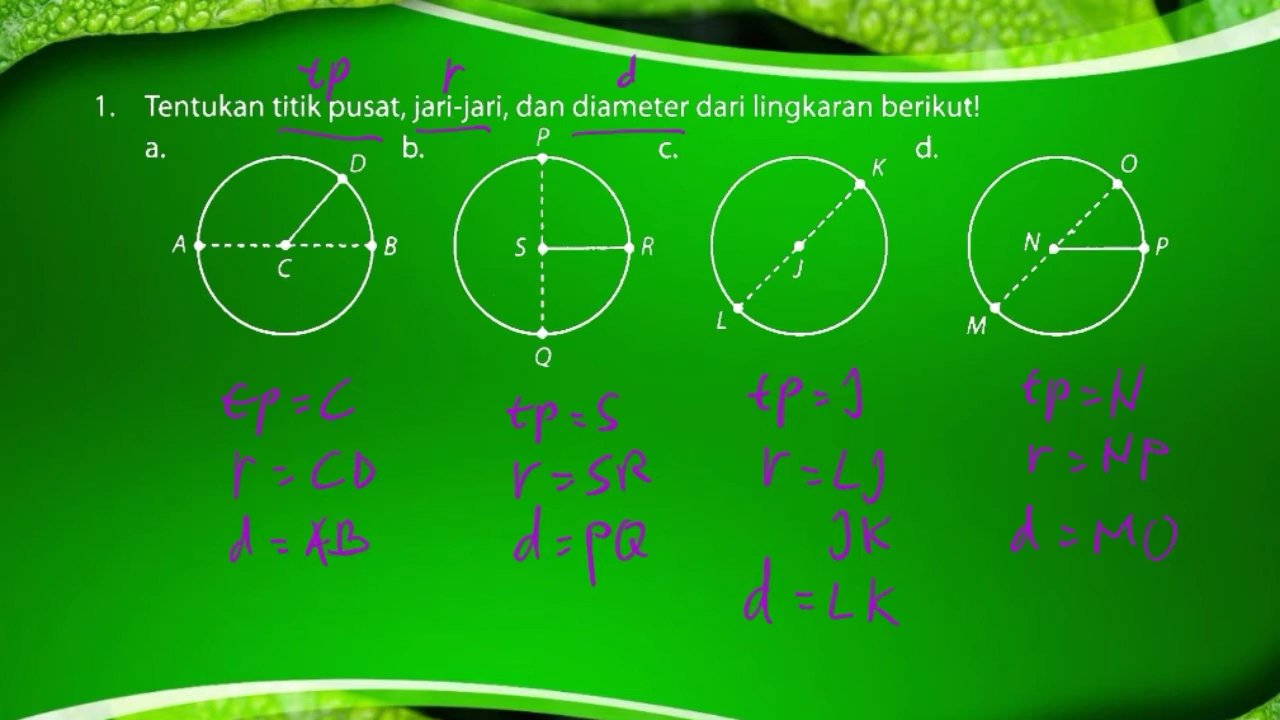 tp r d
1. Tentukan titik pusat, jari-jari, dan diameter dari lingkaran berikut!
a. b. c. d.
D P K O
A C B S R J N P
L M
Q
tp = C tp = S tp = J tp = N
r = CD r = SR r = LJ r = NP
d = AB d = PQ JK d = MO
d = LK